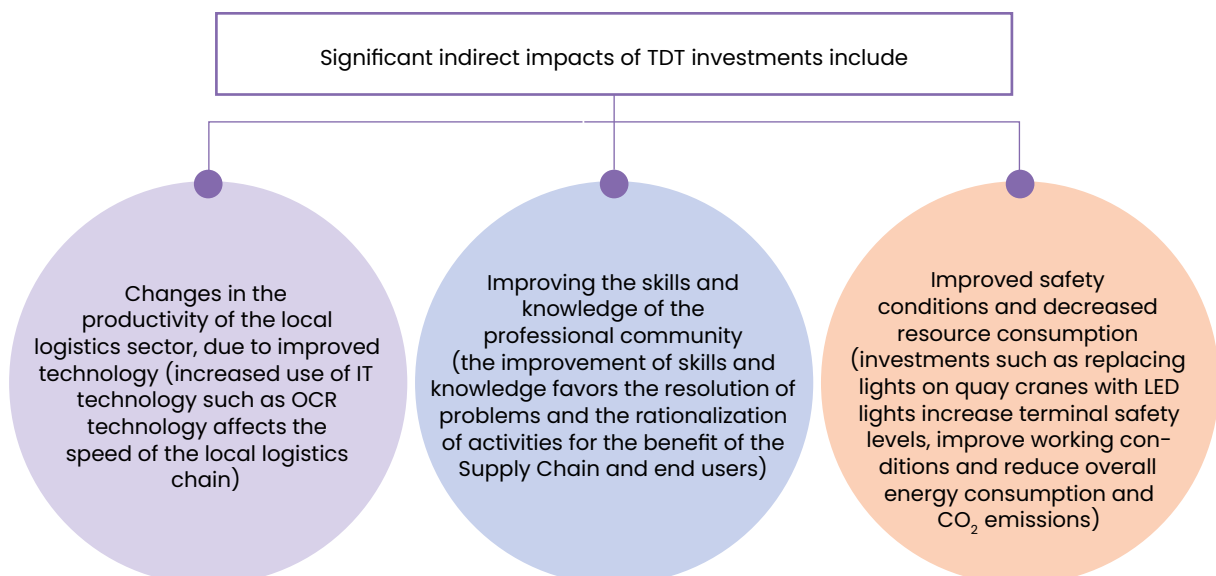 Significant indirect impacts of TDT investments include
Changes in the
productivity of the local
logistics sector, due to improved
technology (increased use of IT
technology such as OCR
technology affects the
speed of the local logistics
chain)
Improving the skills and
knowledge of the
professional community
(the improvement of skills and
knowledge favors the resolution of
problems and the rationalization
of activities for the benefit of the
Supply Chain and end users)
Improved safety
conditions and decreased
resource consumption
(investments such as replacing
lights on quay cranes with LED
lights increase terminal safety
levels, improve working con-
ditions and reduce overall
energy consumption and
CO₂ emissions)